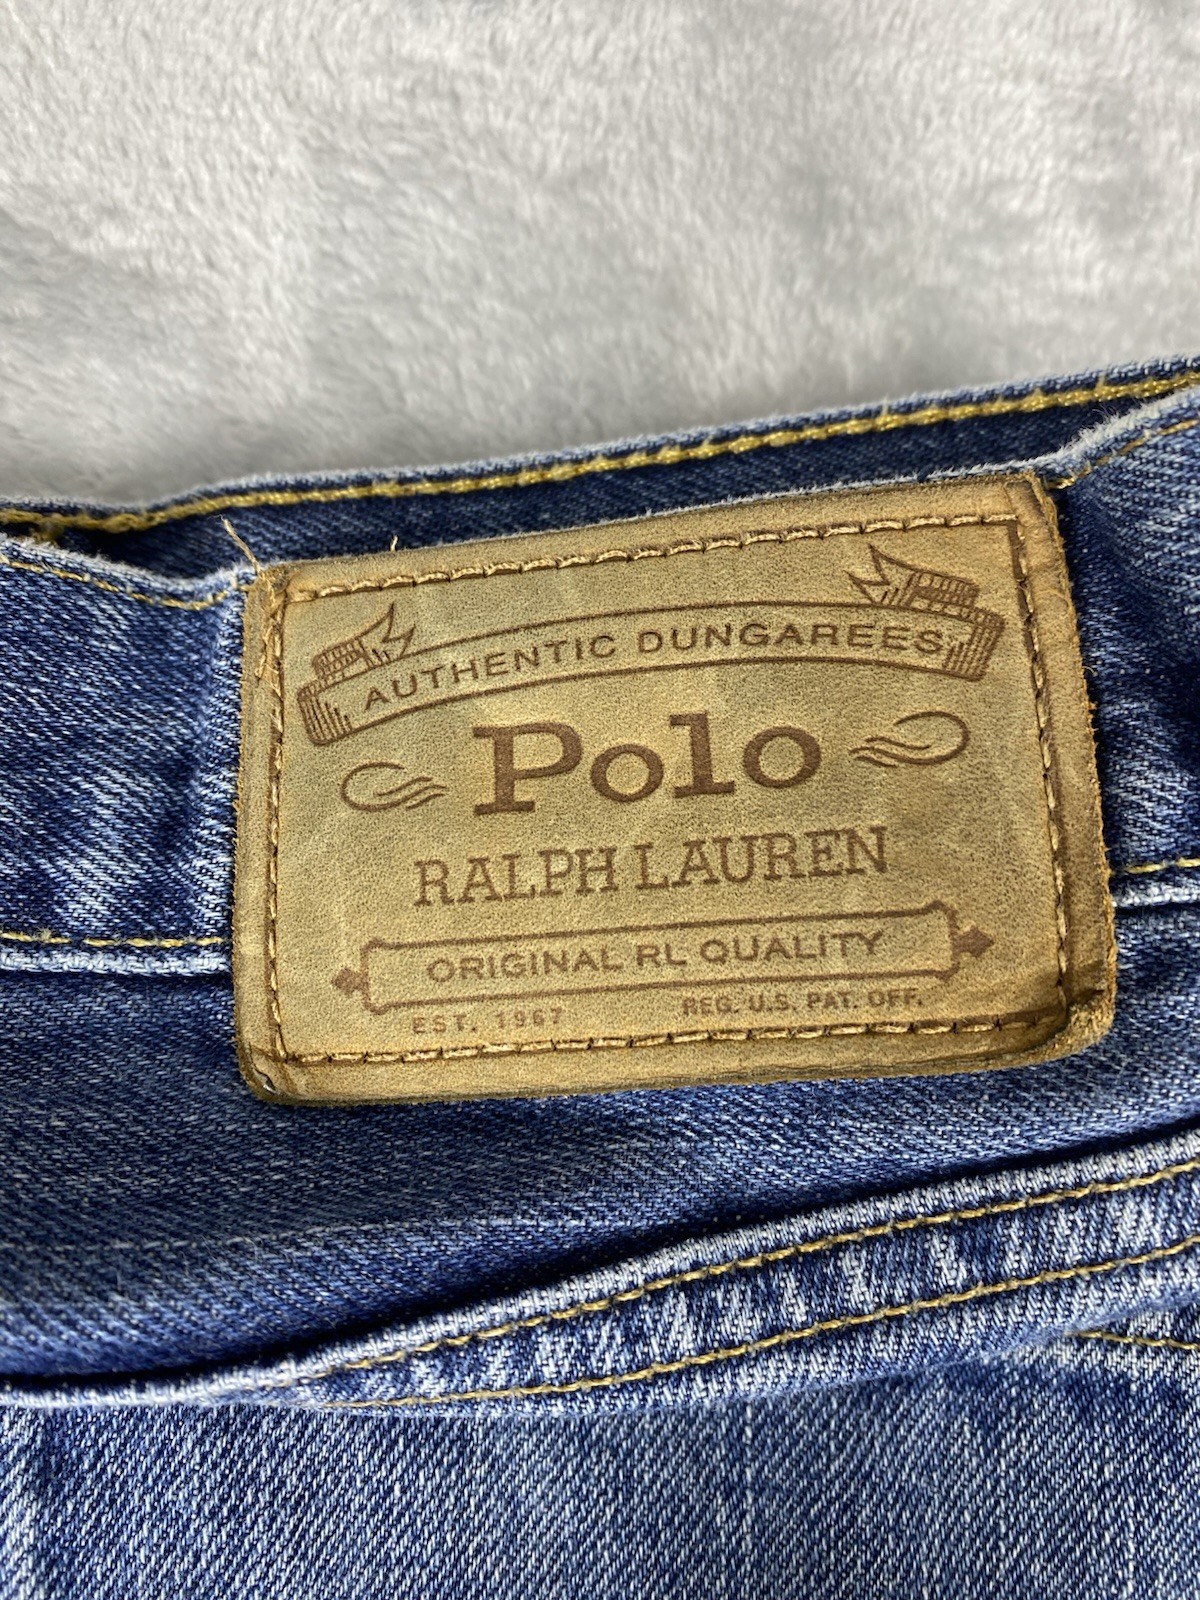 AUTHENTIC DUNGAREES
Polo
RALPH LAUREN
ORIGINAL RL QUALITY
EST. 1967 REG. U.S. PAT. OFF.